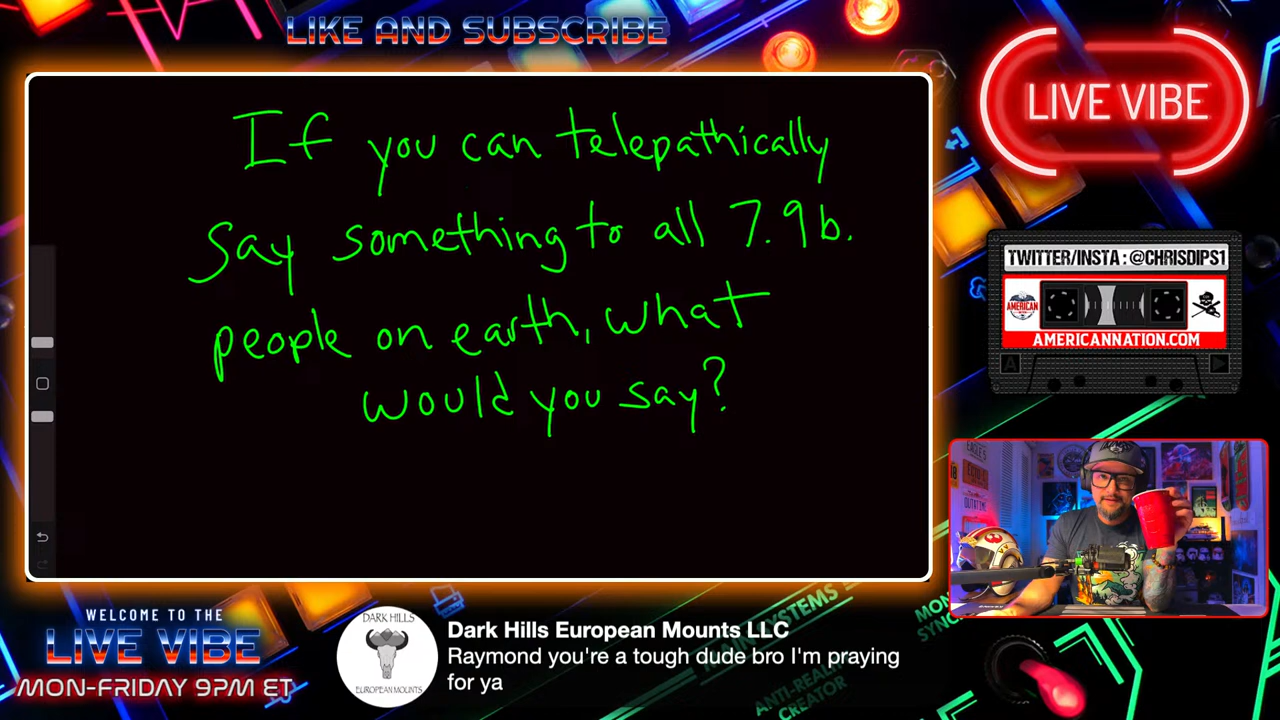 LIKE AND SUBSCRIBE
If you can telepathically
say something to all 7.9 b.
people on earth, what
would you say?
LIVE VIBE
TWITTER/INSTA : @CHRISDIPS1
AMERICAN
AMERICANNATION.COM
A
WELCOME TO THE
LIVE VIBE
MON-FRIDAY 9PM ET
DARK HILLS
EUROPEAN MOUNTS
Dark Hills European Mounts LLC
Raymond you're a tough dude bro I'm praying
for ya